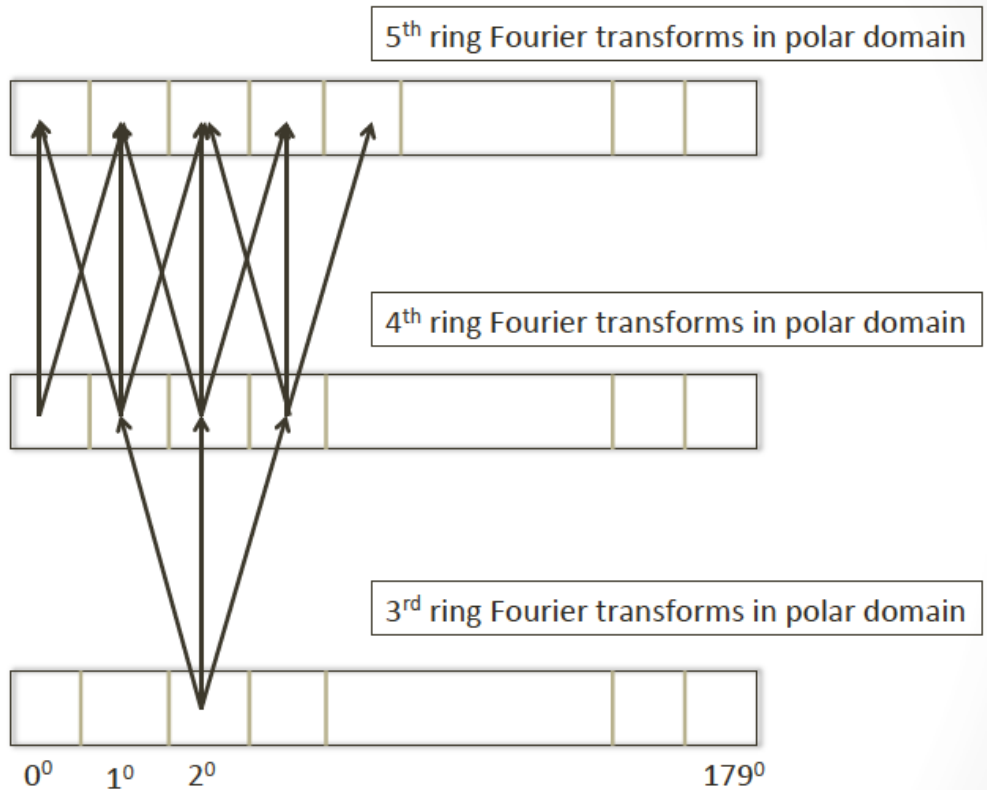 5th ring Fourier transforms in polar domain
4th ring Fourier transforms in polar domain
3rd ring Fourier transforms in polar domain
0⁰ 1⁰ 2⁰ 179⁰